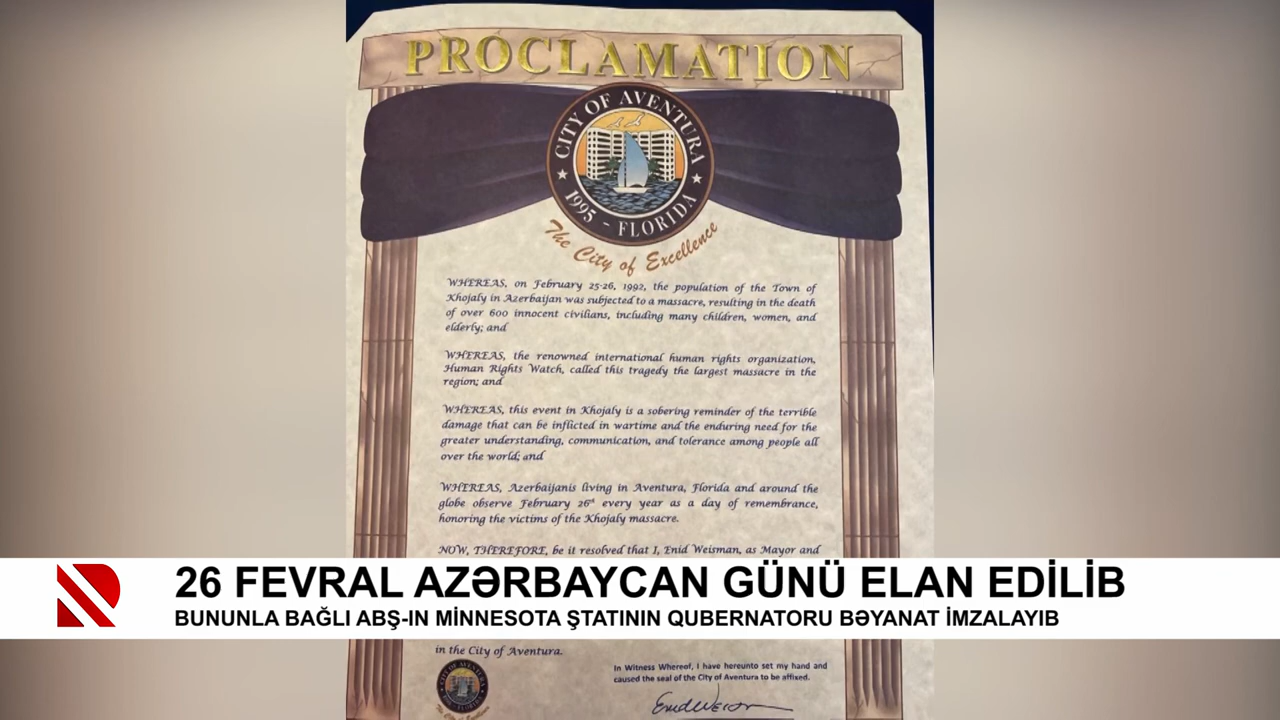 PROCLAMATION
CITY OF AVENTURA
1995 - FLORIDA
The City of Excellence
WHEREAS, on February 25-26, 1992, the population of the Town of
Khojaly in Azerbaijan was subjected to a massacre, resulting in the death
of over 600 innocent civilians, including many children, women, and
elderly; and
WHEREAS, the renowned international human rights organization,
Human Rights Watch, called this tragedy the largest massacre in the
region; and
WHEREAS, this event in Khojaly is a sobering reminder of the terrible
damage that can be inflicted in wartime and the enduring need for the
greater understanding, communication, and tolerance among people all
over the world; and
WHEREAS, Azerbaijanis living in Aventura, Florida and around the
globe observe February 26th every year as a day of remembrance,
honoring the victims of the Khojaly massacre.
NOW, THEREFORE, be it resolved that I, Enid Weisman, as Mayor and
26 FEVRAL AZƏRBAYCAN GÜNÜ ELAN EDİLİB
BUNUNLA BAĞLI ABŞ-IN MİNNESOTA ŞTATININ QUBERNATORU BƏYANAT İMZALAYIB
in the City of Aventura.
In Witness Whereof, I have hereunto set my hand and
caused the seal of the City of Aventura to be affixed.